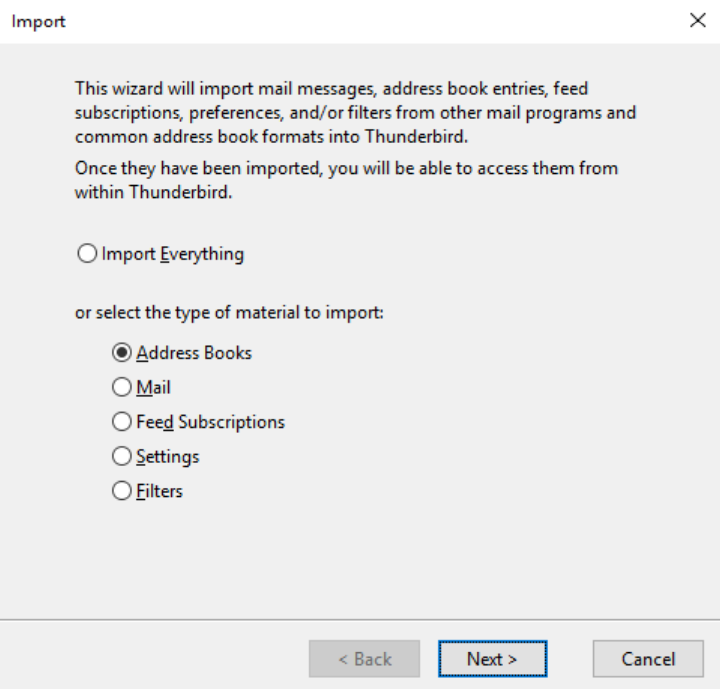 Import
This wizard will import mail messages, address book entries, feed
subscriptions, preferences, and/or filters from other mail programs and
common address book formats into Thunderbird.
Once they have been imported, you will be able to access them from
within Thunderbird.
Import Everything
or select the type of material to import:
Address Books
Mail
Feed Subscriptions
Settings
Filters
< Back
Next >
Cancel